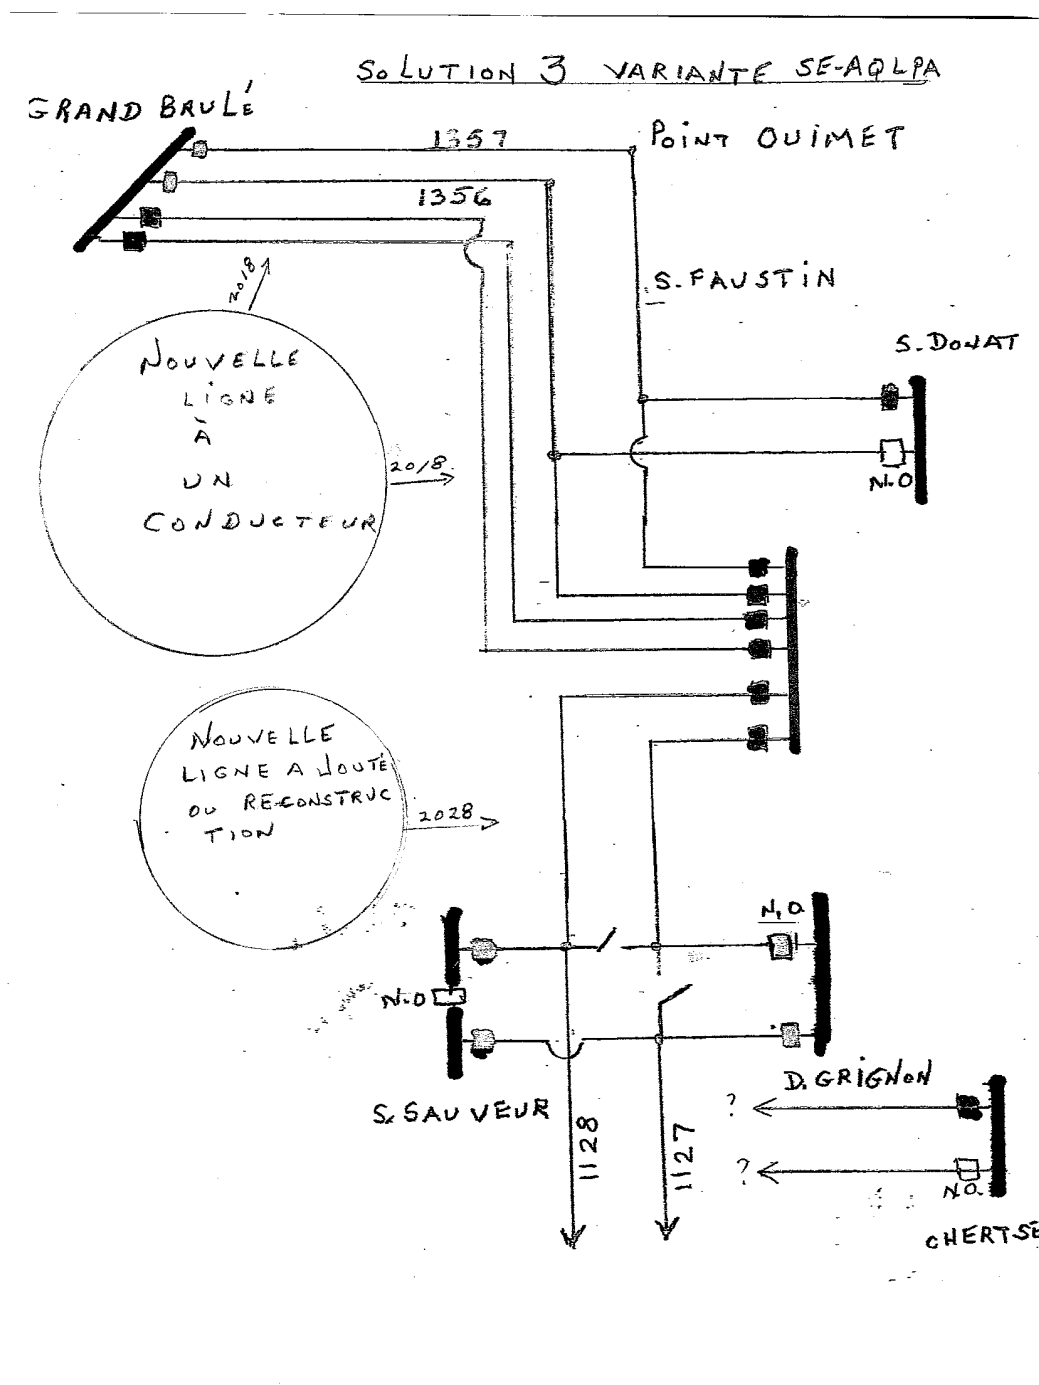 SOLUTION 3 VARIANTE SE-AQLPA
GRAND BRULÉ
1357
POINT OUIMET
1356
2018
S. FAUSTIN
S. DONAT
NOUVELLE
LIGNE
À
UN
CONDUCTEUR
2018
N.O
NOUVELLE
LIGNE AJOUTÉ
OU RE-CONSTRUC
TION
2028
N.O.
N.O
D. GRIGNON
S. SAUVEUR
1128
1127
?
?
N.O.
CHERTSE